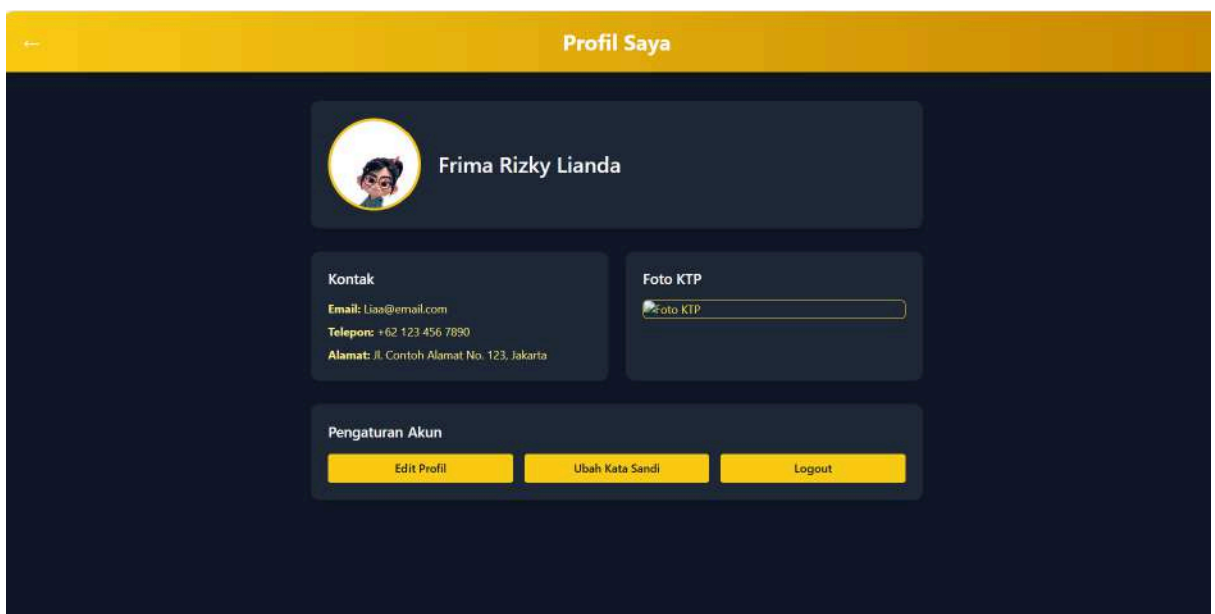 ←
Profil Saya
Frima Rizky Lianda
Kontak
Email: Liaa@email.com
Telepon: +62 123 456 7890
Alamat: Jl. Contoh Alamat No. 123, Jakarta
Foto KTP
Foto KTP
Pengaturan Akun
Edit Profil
Ubah Kata Sandi
Logout